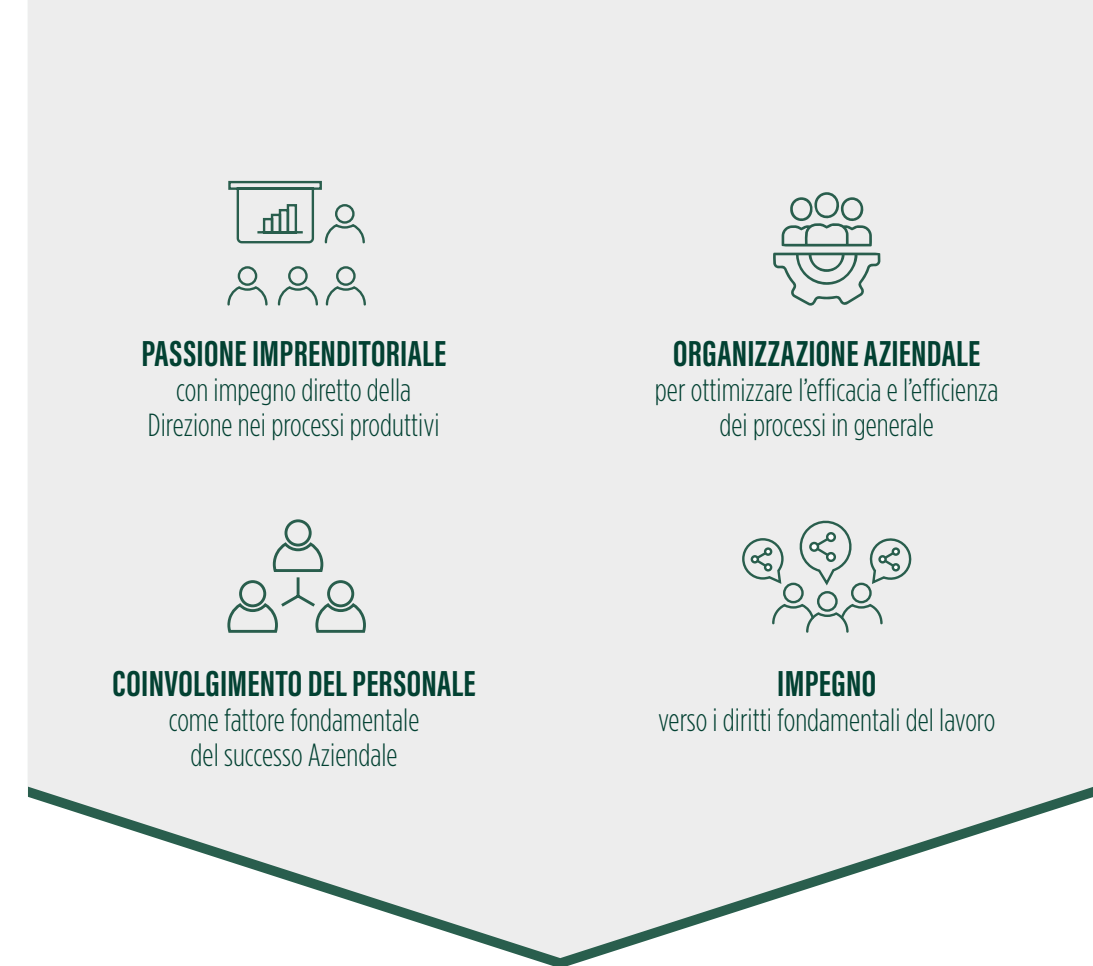 PASSIONE IMPRENDITORIALE
con impegno diretto della
Direzione nei processi produttivi
ORGANIZZAZIONE AZIENDALE
per ottimizzare l’efficacia e l’efficienza
dei processi in generale
COINVOLGIMENTO DEL PERSONALE
come fattore fondamentale
del successo Aziendale
IMPEGNO
verso i diritti fondamentali del lavoro